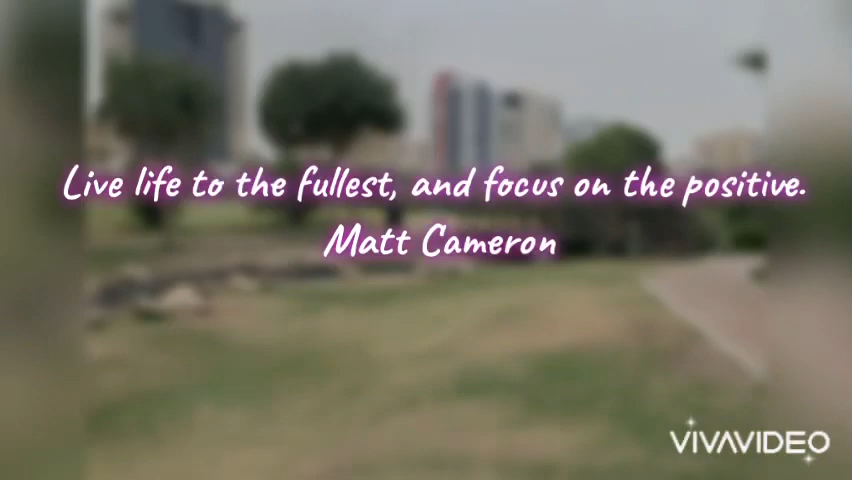 Live life to the fullest, and focus on the positive.
Matt Cameron
VIVAVIDEO